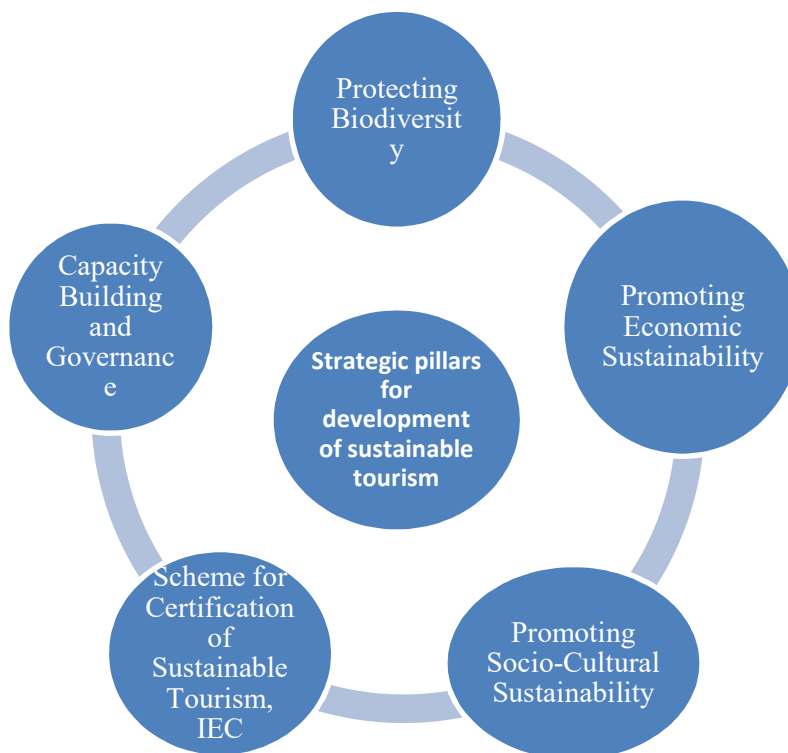 Protecting
Biodiversit
y
Promoting
Economic
Sustainability
Promoting
Socio-Cultural
Sustainability
Scheme for
Certification
of
Sustainable
Tourism,
IEC
Capacity
Building
and
Governanc
e
Strategic pillars
for
development
of sustainable
tourism